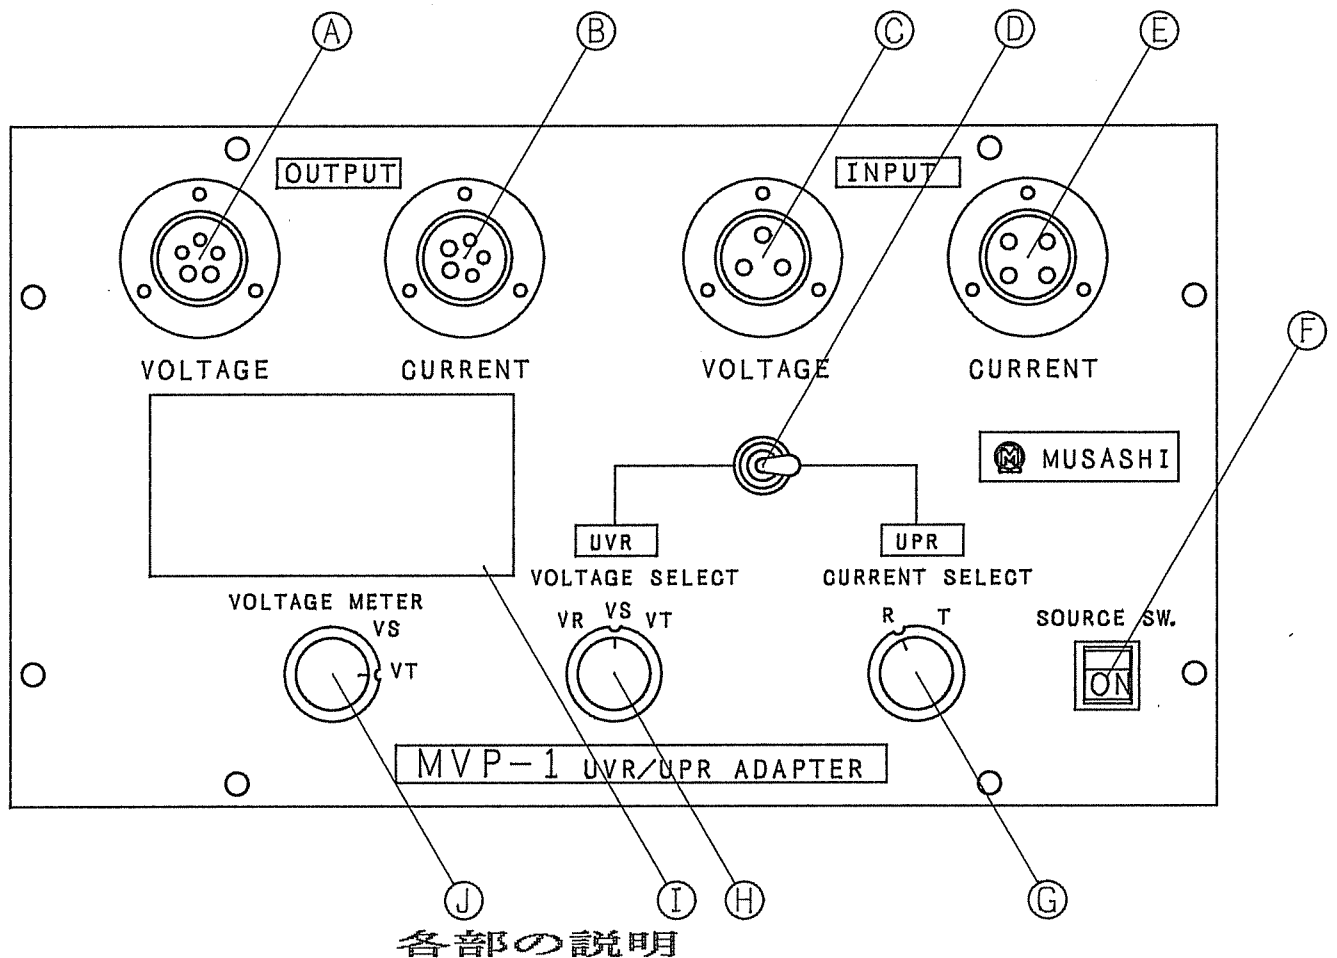 A B C D E
OUTPUT INPUT
F
VOLTAGE CURRENT VOLTAGE CURRENT
MUSASHI
UVR UPR
VOLTAGE SELECT CURRENT SELECT
VOLTAGE METER
VS
VT
VR VS VT
R T
SOURCE SW.
ON
MVP-1 UVR/UPR ADAPTER
J I H G
各部の説明